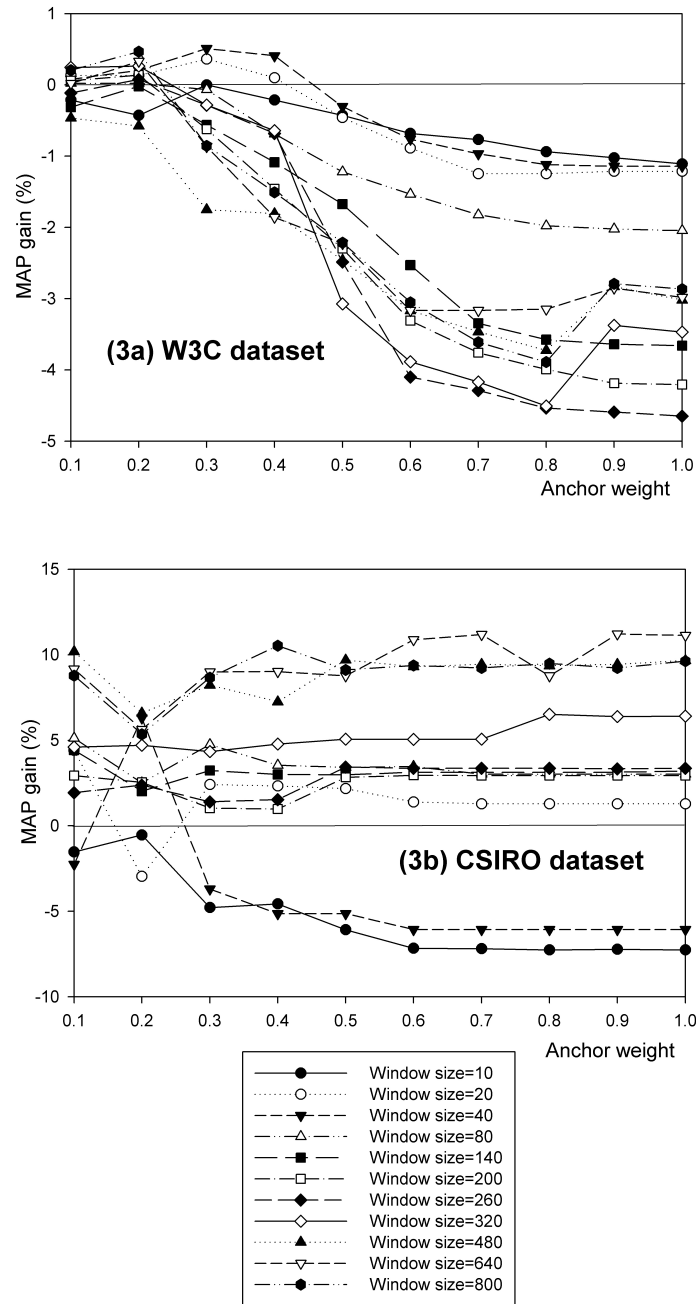 1
0
-1
-2
-3
-4
-5
MAP gain (%)
(3a) W3C dataset
0.1 0.2 0.3 0.4 0.5 0.6 0.7 0.8 0.9 1.0
Anchor weight
15
10
5
0
-5
-10
MAP gain (%)
(3b) CSIRO dataset
0.1 0.2 0.3 0.4 0.5 0.6 0.7 0.8 0.9 1.0
Anchor weight
Window size=10
Window size=20
Window size=40
Window size=80
Window size=140
Window size=200
Window size=260
Window size=320
Window size=480
Window size=640
Window size=800